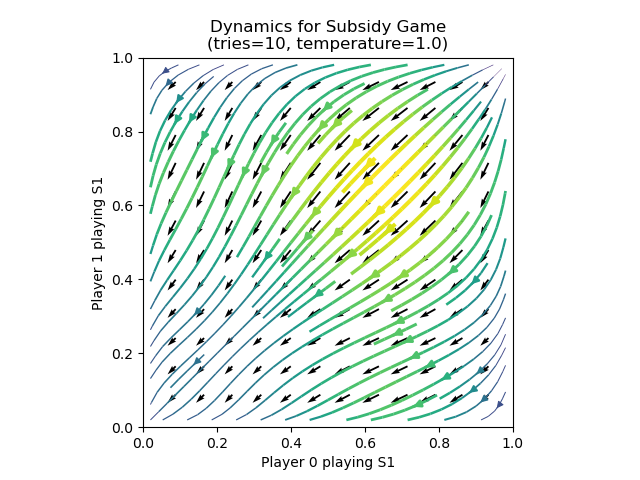 Dynamics for Subsidy Game
(tries=10, temperature=1.0)
1.0
0.8
0.6
0.4
0.2
0.0
Player 1 playing S1
0.0 0.2 0.4 0.6 0.8 1.0
Player 0 playing S1